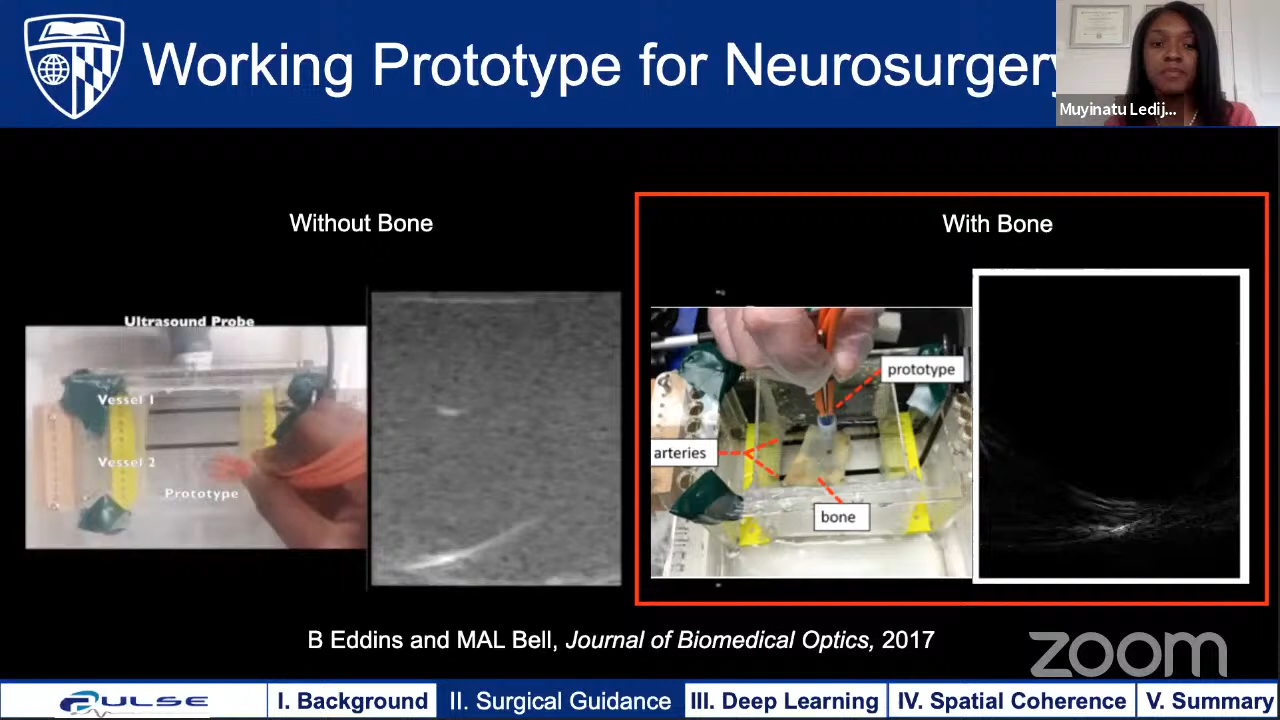 Working Prototype for Neurosurgery
Muyinatu Ledij...
Without Bone
With Bone
Ultrasound Probe
Vessel 1
Vessel 2
Prototype
prototype
arteries
bone
B Eddins and MAL Bell, Journal of Biomedical Optics, 2017
zoom
PULSE
I. Background
II. Surgical Guidance
III. Deep Learning
IV. Spatial Coherence
V. Summary